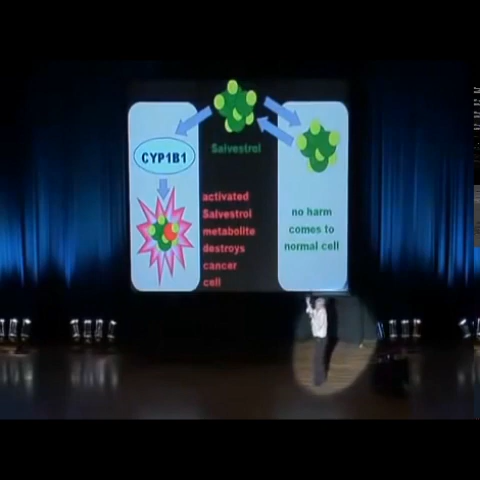 Salvestrol
CYP1B1
activated
Salvestrol
metabolite
destroys
cancer
cell
no harm
comes to
normal cell